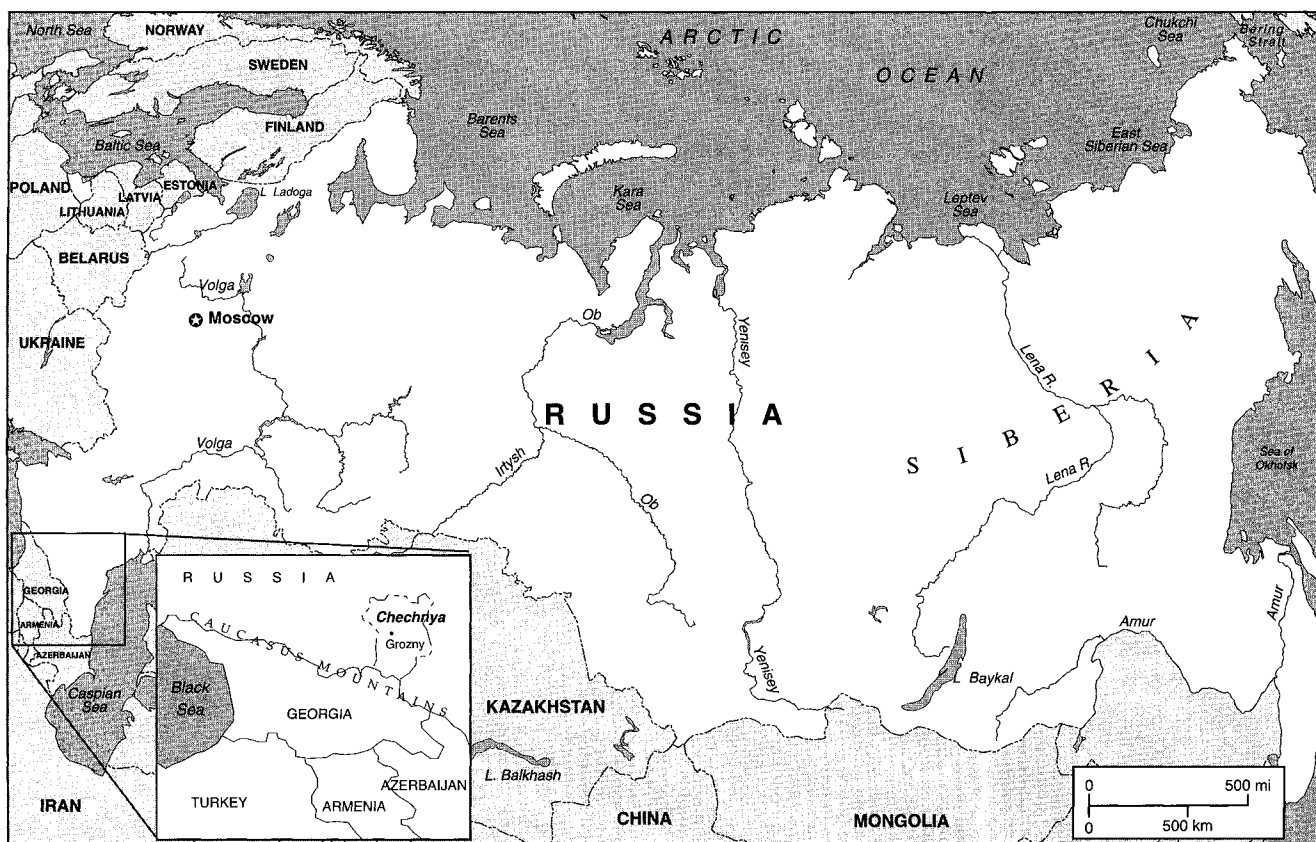 North Sea
NORWAY
SWEDEN
FINLAND
Baltic Sea
ESTONIA
LATVIA
LITHUANIA
POLAND
L. Ladoga
BELARUS
UKRAINE
ARCTIC
OCEAN
Barents
Sea
Kara
Sea
Leptev
Sea
East
Siberian Sea
Chukchi
Sea
Bering
Strait
Volga
Moscow
Ob
Yenisey
Lena R.
RUSSIA
SIBERIA
Volga
Irtysh
Ob
Lena R.
Sea of
Okhotsk
GEORGIA
ARMENIA
AZERBAIJAN
Caspian
Sea
IRAN
RUSSIA
Chechnya
Grozny
CAUCASUS MOUNTAINS
Black
Sea
GEORGIA
TURKEY
ARMENIA
AZERBAIJAN
KAZAKHSTAN
L. Balkhash
CHINA
MONGOLIA
Yenisey
L. Baykal
Amur
Amur
0 500 mi
0 500 km